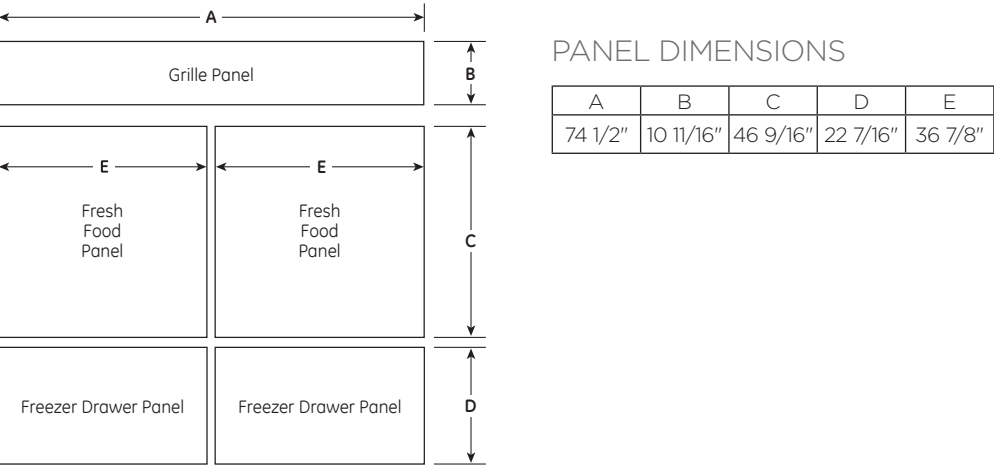 A
Grille Panel
B
E
E
Fresh
Food
Panel
Fresh
Food
Panel
C
Freezer Drawer Panel
Freezer Drawer Panel
D
PANEL DIMENSIONS
A B C D E
74 1/2" 10 11/16" 46 9/16" 22 7/16" 36 7/8"